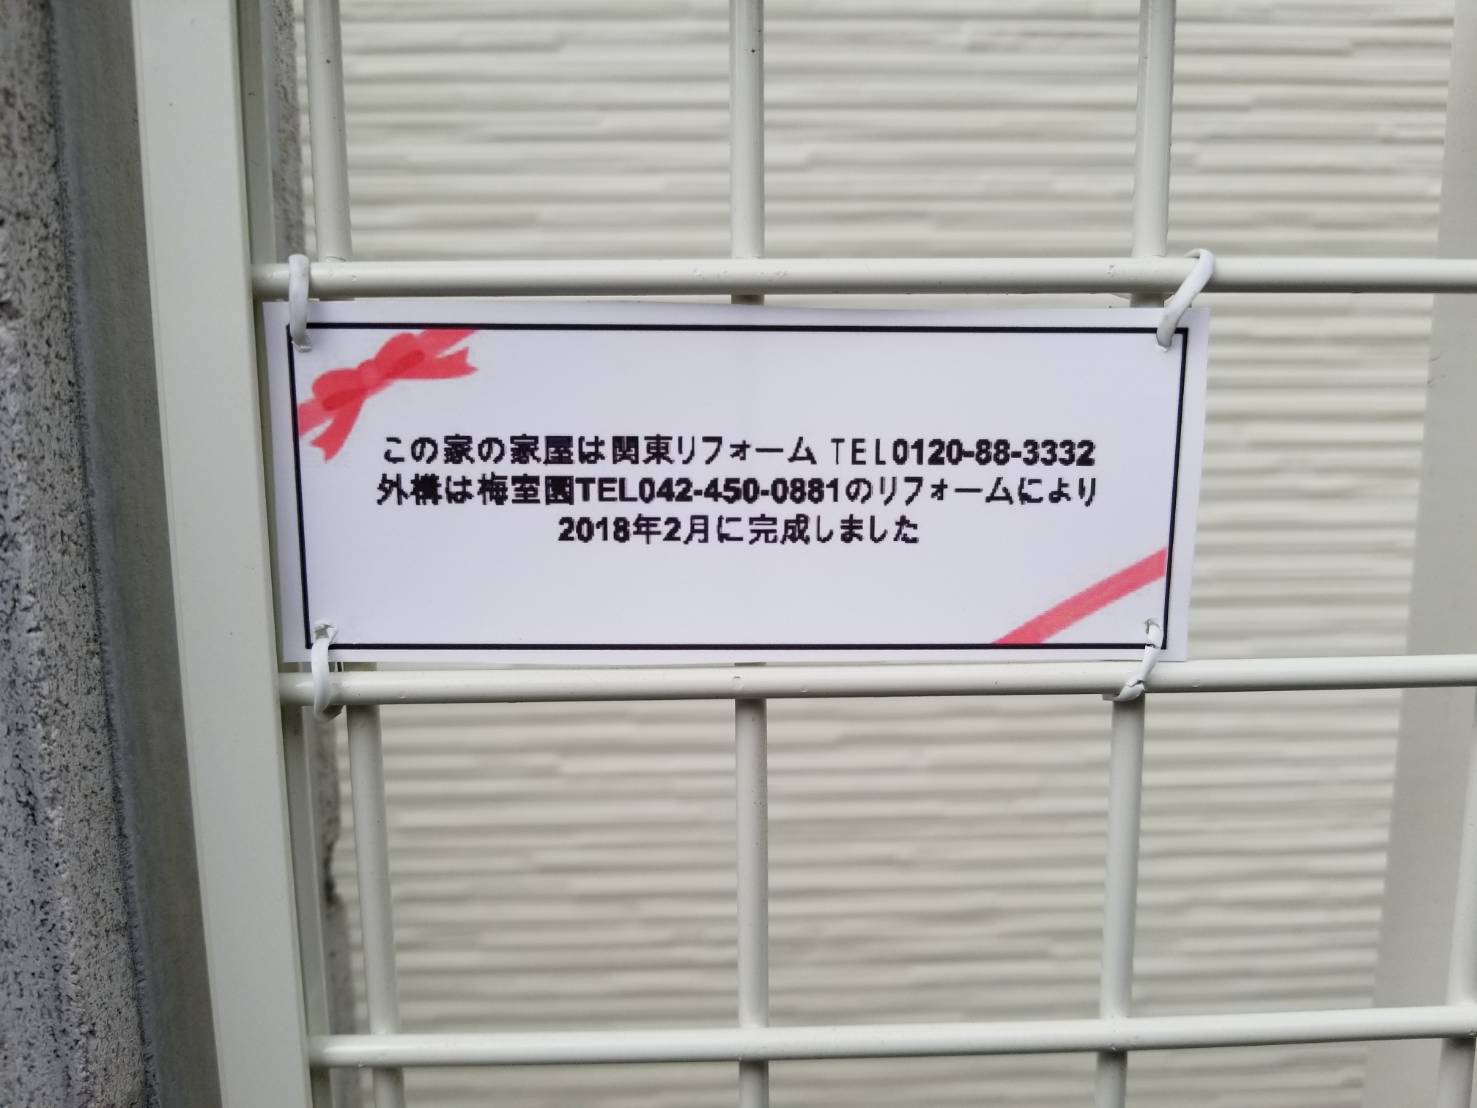 この家の家屋は関東リフォーム TEL0120-88-3332
外構は梅室園TEL042-450-0881のリフォームにより
2018年2月に完成しました